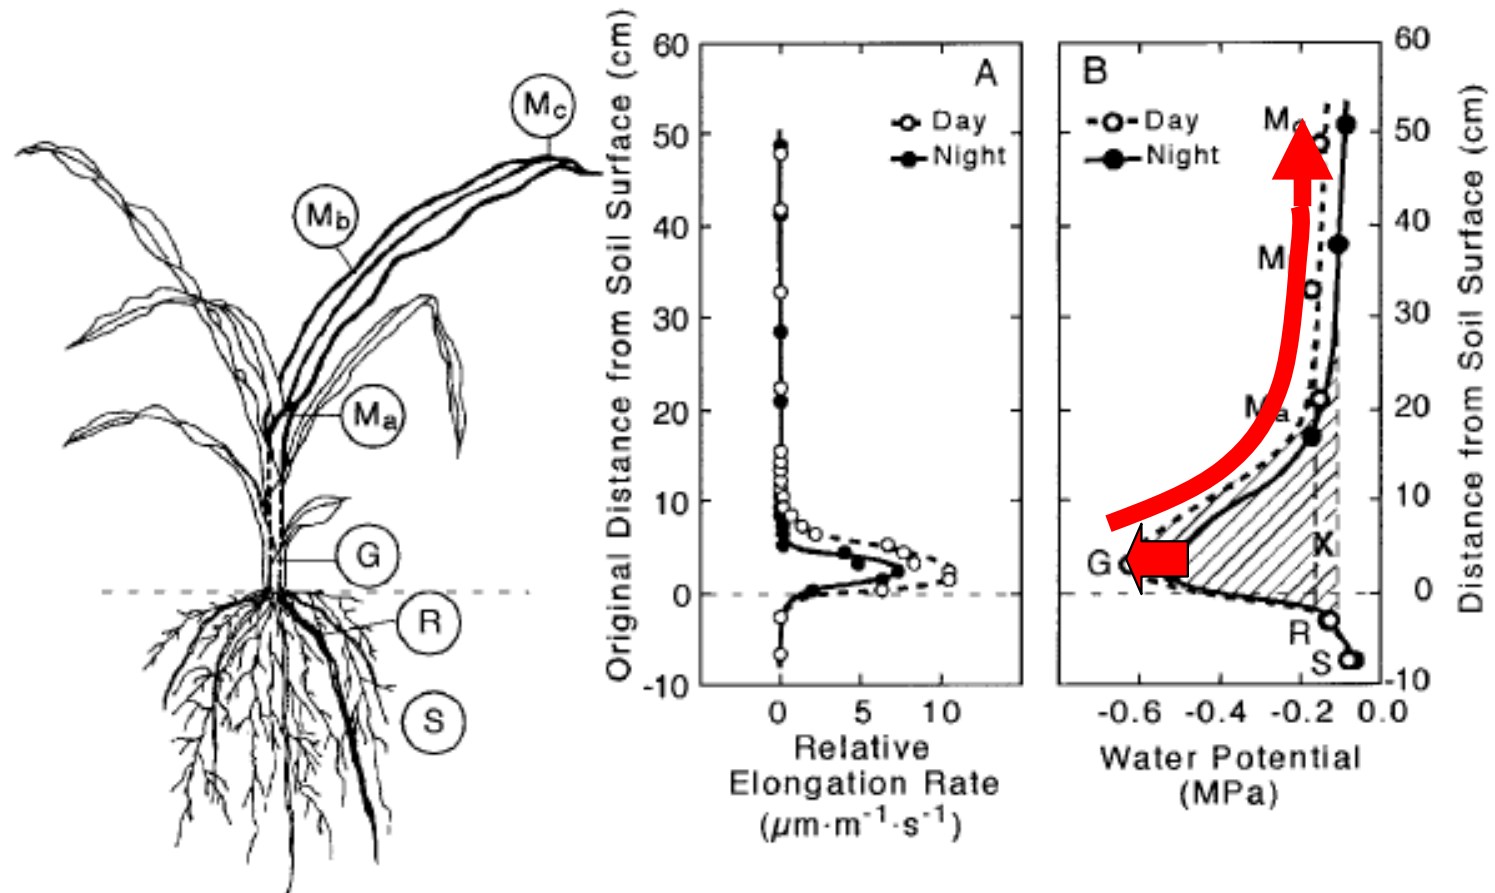 Mc
Mb
Ma
G
R
S
Original Distance from Soil Surface (cm)
60
50
40
30
20
10
0
-10
A
Day
Night
0
5
10
Relative
Elongation Rate
(μm·m-1·s-1)
B
Day
Night
M
M
Ma
G
X
R
S
-0.6
-0.4
-0.2
0.0
Water Potential
(MPa)
60
50
40
30
20
10
0
-10
Distance from Soil Surface (cm)